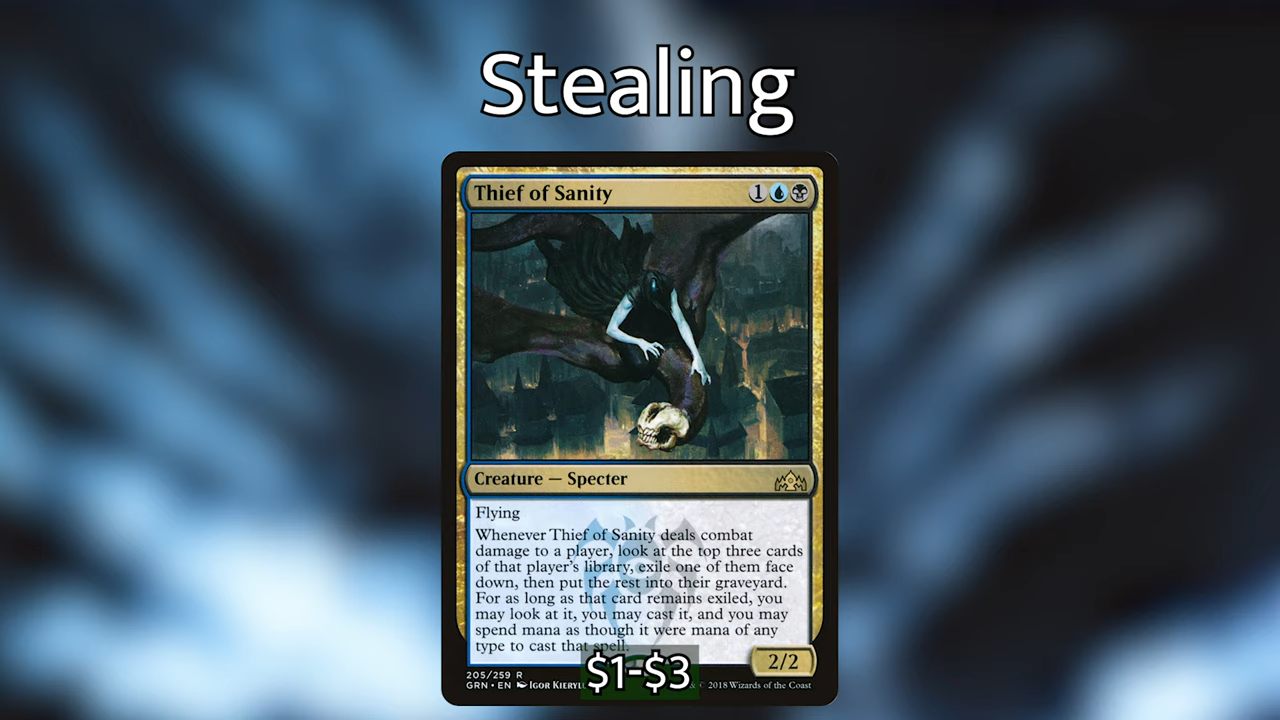 Stealing
Thief of Sanity 1
Creature — Specter
Flying
Whenever Thief of Sanity deals combat
damage to a player, look at the top three cards
of that player's library, exile one of them face
down, then put the rest into their graveyard.
For as long as that card remains exiled, you
may look at it, you may cast it, and you may
spend mana as though it were mana of any
type to cast that spell.
2/2
$1-$3
205/259 R
GRN • EN IGOR KIERYL & © 2018 Wizards of the Coast